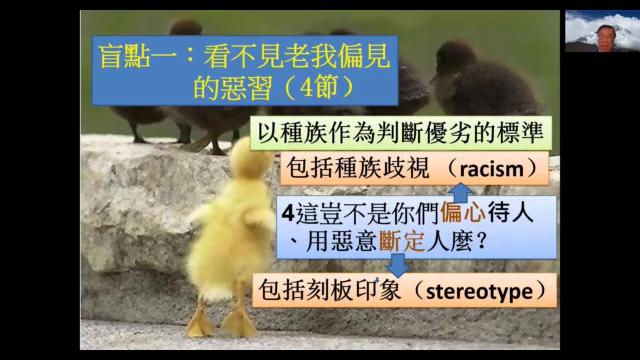 盲點一：看不見老我偏見
的惡習（4節）
以種族作為判斷優劣的標準
包括種族歧視（racism）
4這豈不是你們偏心待人
、用惡意斷定人麼？
包括刻板印象（stereotype）